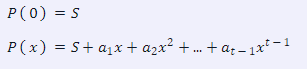 P(0) = S
P(x) = S + a₁x + a₂x² + ... + aₜ₋₁xᵗ⁻¹